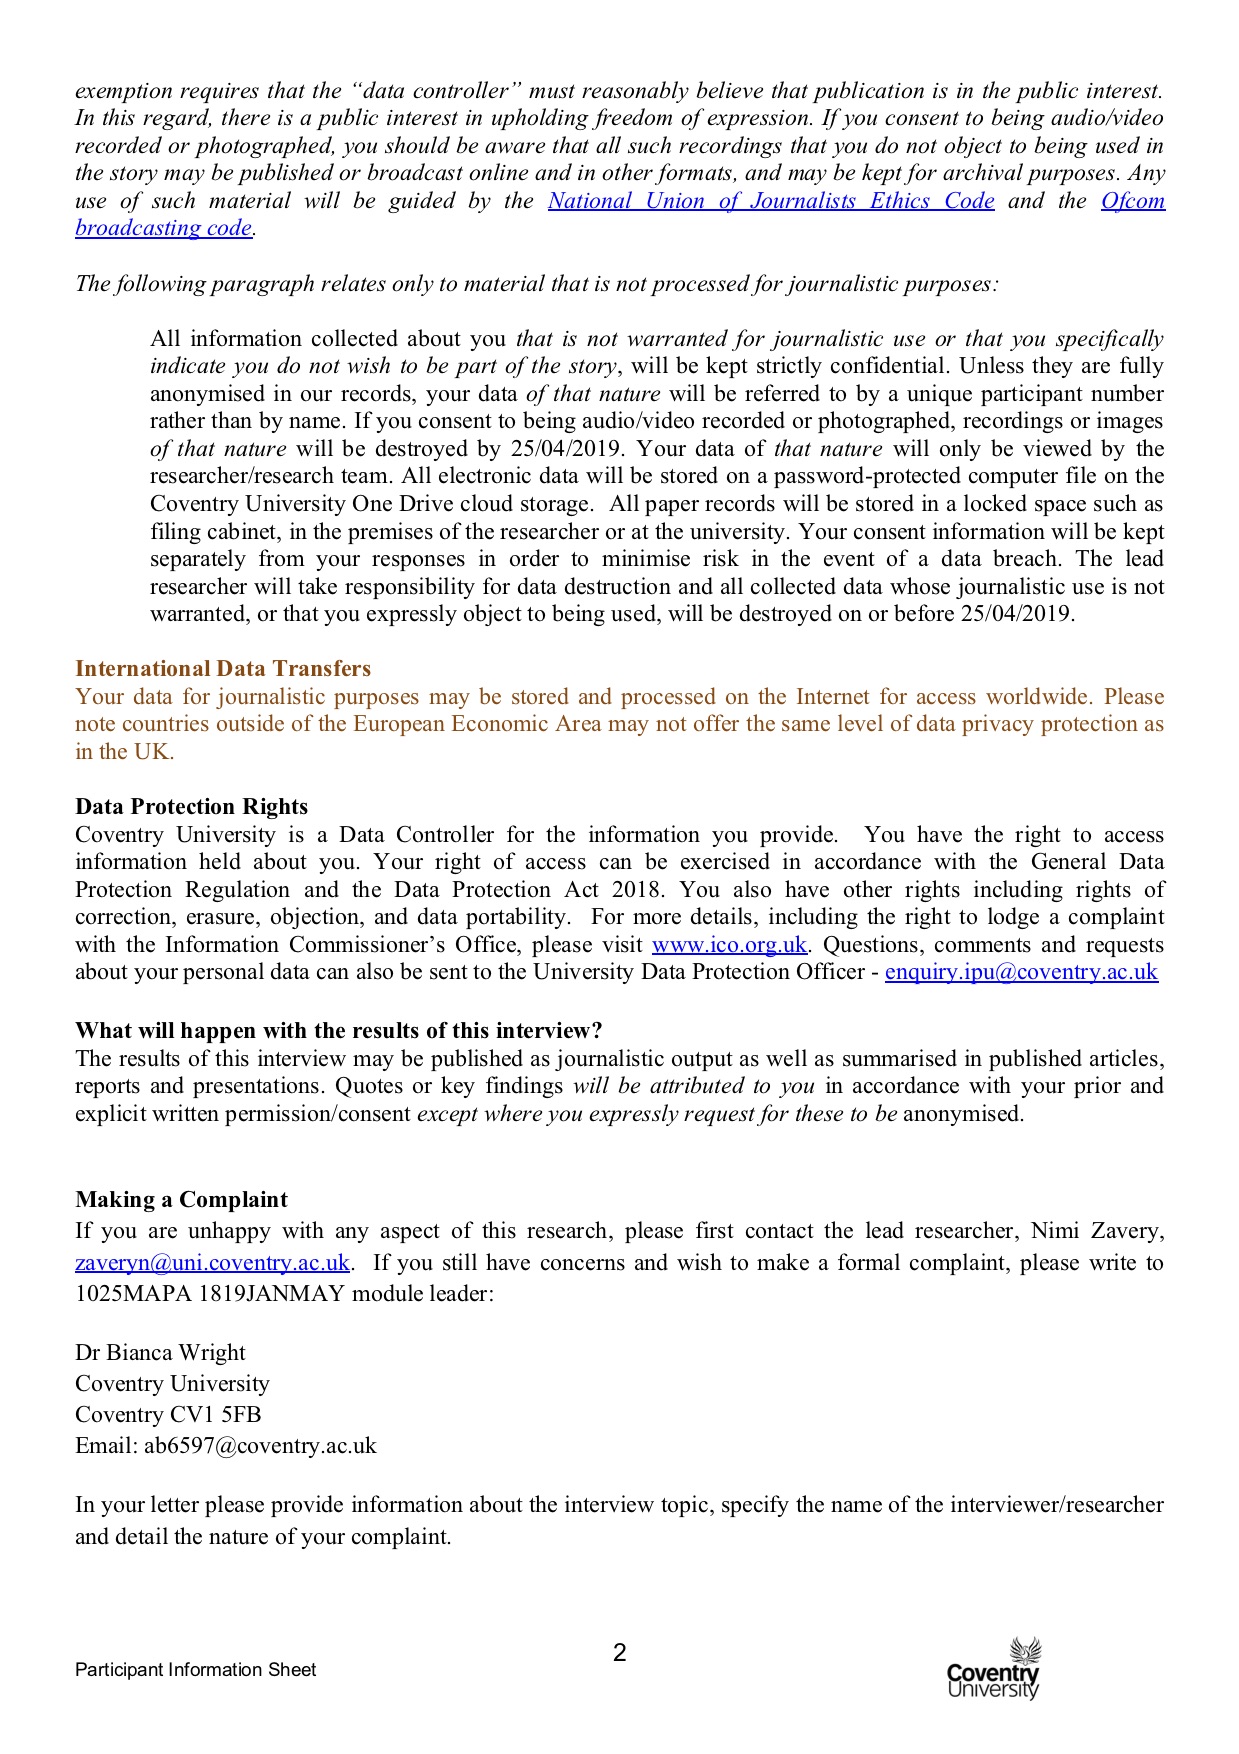 exemption requires that the “data controller” must reasonably believe that publication is in the public interest.
In this regard, there is a public interest in upholding freedom of expression. If you consent to being audio/video
recorded or photographed, you should be aware that all such recordings that you do not object to being used in
the story may be published or broadcast online and in other formats, and may be kept for archival purposes. Any
use of such material will be guided by the National Union of Journalists Ethics Code and the Ofcom
broadcasting code.
The following paragraph relates only to material that is not processed for journalistic purposes:
All information collected about you that is not warranted for journalistic use or that you specifically
indicate you do not wish to be part of the story, will be kept strictly confidential. Unless they are fully
anonymised in our records, your data of that nature will be referred to by a unique participant number
rather than by name. If you consent to being audio/video recorded or photographed, recordings or images
of that nature will be destroyed by 25/04/2019. Your data of that nature will only be viewed by the
researcher/research team. All electronic data will be stored on a password-protected computer file on the
Coventry University One Drive cloud storage. All paper records will be stored in a locked space such as
filing cabinet, in the premises of the researcher or at the university. Your consent information will be kept
separately from your responses in order to minimise risk in the event of a data breach. The lead
researcher will take responsibility for data destruction and all collected data whose journalistic use is not
warranted, or that you expressly object to being used, will be destroyed on or before 25/04/2019.
International Data Transfers
Your data for journalistic purposes may be stored and processed on the Internet for access worldwide. Please
note countries outside of the European Economic Area may not offer the same level of data privacy protection as
in the UK.
Data Protection Rights
Coventry University is a Data Controller for the information you provide. You have the right to access
information held about you. Your right of access can be exercised in accordance with the General Data
Protection Regulation and the Data Protection Act 2018. You also have other rights including rights of
correction, erasure, objection, and data portability. For more details, including the right to lodge a complaint
with the Information Commissioner’s Office, please visit www.ico.org.uk. Questions, comments and requests
about your personal data can also be sent to the University Data Protection Officer - enquiry.ipu@coventry.ac.uk
What will happen with the results of this interview?
The results of this interview may be published as journalistic output as well as summarised in published articles,
reports and presentations. Quotes or key findings will be attributed to you in accordance with your prior and
explicit written permission/consent except where you expressly request for these to be anonymised.
Making a Complaint
If you are unhappy with any aspect of this research, please first contact the lead researcher, Nimi Zavery,
zaveryn@uni.coventry.ac.uk. If you still have concerns and wish to make a formal complaint, please write to
1025MAPA 1819JANMAY module leader:
Dr Bianca Wright
Coventry University
Coventry CV1 5FB
Email: ab6597@coventry.ac.uk
In your letter please provide information about the interview topic, specify the name of the interviewer/researcher
and detail the nature of your complaint.
2
Participant Information Sheet
Coventry
University